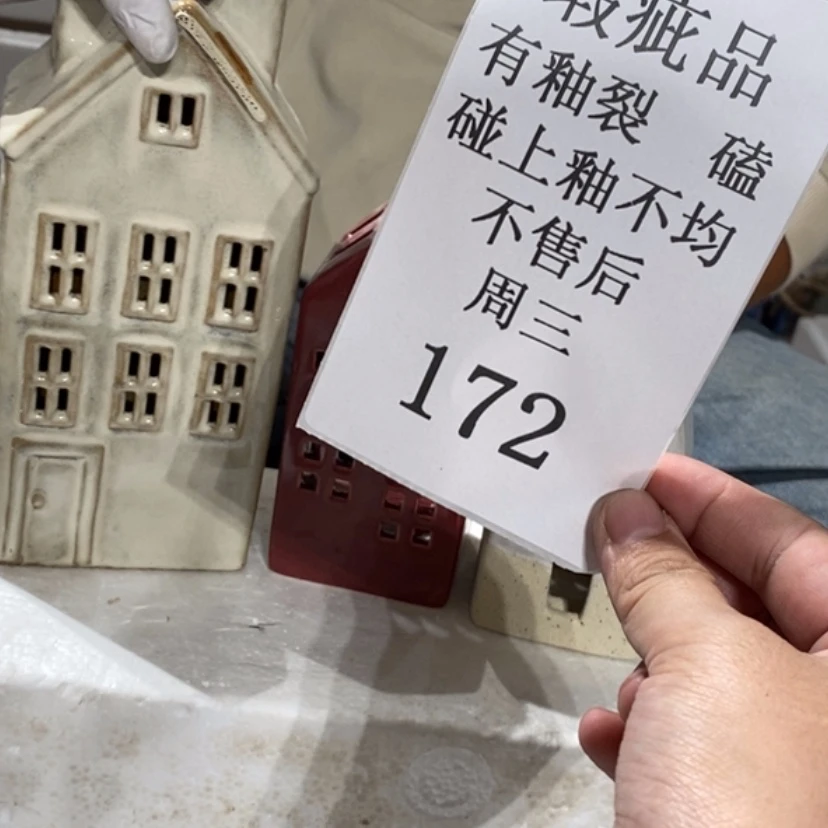 瑕疵品
有釉裂 磕
碰上釉不均
不售后
周三
172